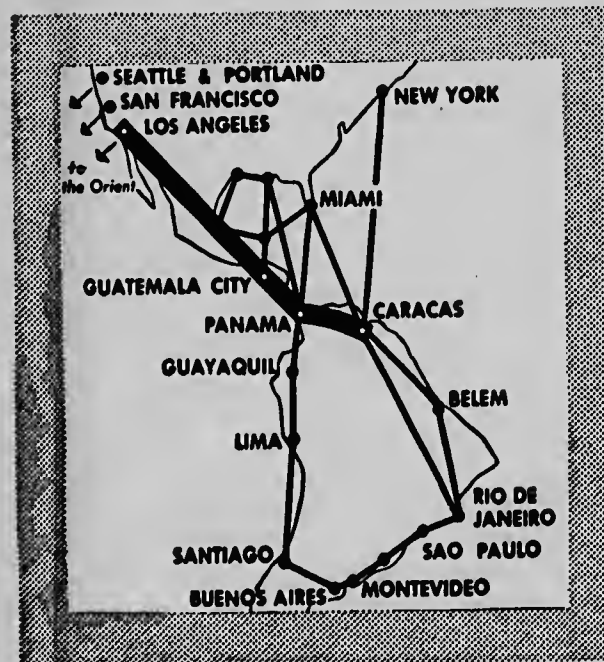 SEATTLE & PORTLAND
SAN FRANCISCO
LOS ANGELES
NEW YORK
to
the Orient
MIAMI
GUATEMALA CITY
PANAMA
CARACAS
GUAYAQUIL
BELEM
LIMA
RIO DE
JANEIRO
SANTIAGO
SAO PAULO
BUENOS AIRES
MONTEVIDEO